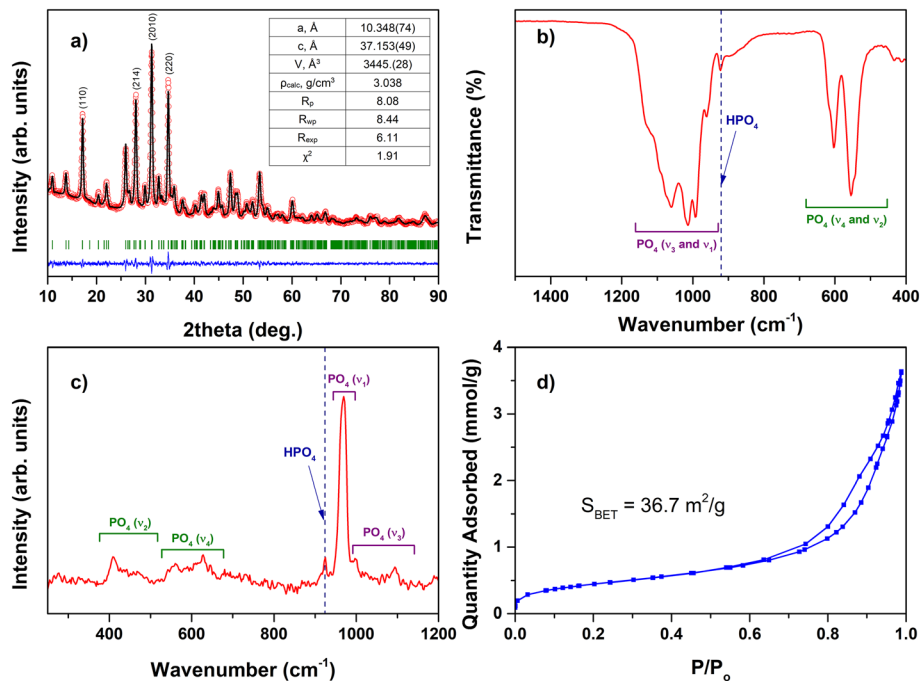 a)
(110)
(214)
(2010)
(220)
a, Å 10.348(74)
c, Å 37.153(49)
V, Å³ 3445.(28)
ρcalc, g/cm³ 3.038
Rp 8.08
Rwp 8.44
Rexp 6.11
χ² 1.91
Intensity (arb. units)
10 20 30 40 50 60 70 80 90
2theta (deg.)
b)
HPO₄
PO₄ (ν₃ and ν₁)
PO₄ (ν₄ and ν₂)
Transmittance (%)
1400 1200 1000 800 600 400
Wavenumber (cm⁻¹)
c)
PO₄ (ν₁)
HPO₄
PO₄ (ν₂)
PO₄ (ν₄)
PO₄ (ν₃)
Intensity (arb. units)
400 600 800 1000 1200
Wavenumber (cm⁻¹)
d)
S_BET = 36.7 m²/g
Quantity Adsorbed (mmol/g)
4
3
2
1
0
0.0 0.2 0.4 0.6 0.8 1.0
P/Pₒ